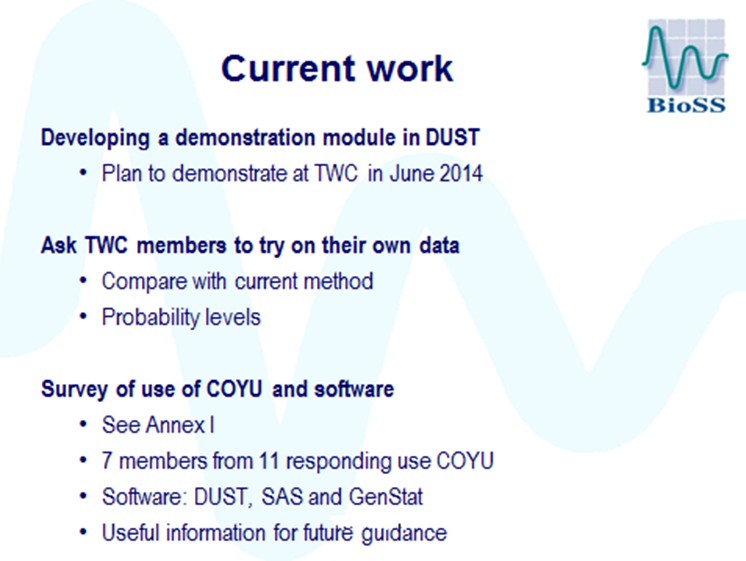 Current work
BioSS
Developing a demonstration module in DUST
• Plan to demonstrate at TWC in June 2014
Ask TWC members to try on their own data
• Compare with current method
• Probability levels
Survey of use of COYU and software
• See Annex I
• 7 members from 11 responding use COYU
• Software: DUST, SAS and GenStat
• Useful information for future guidance